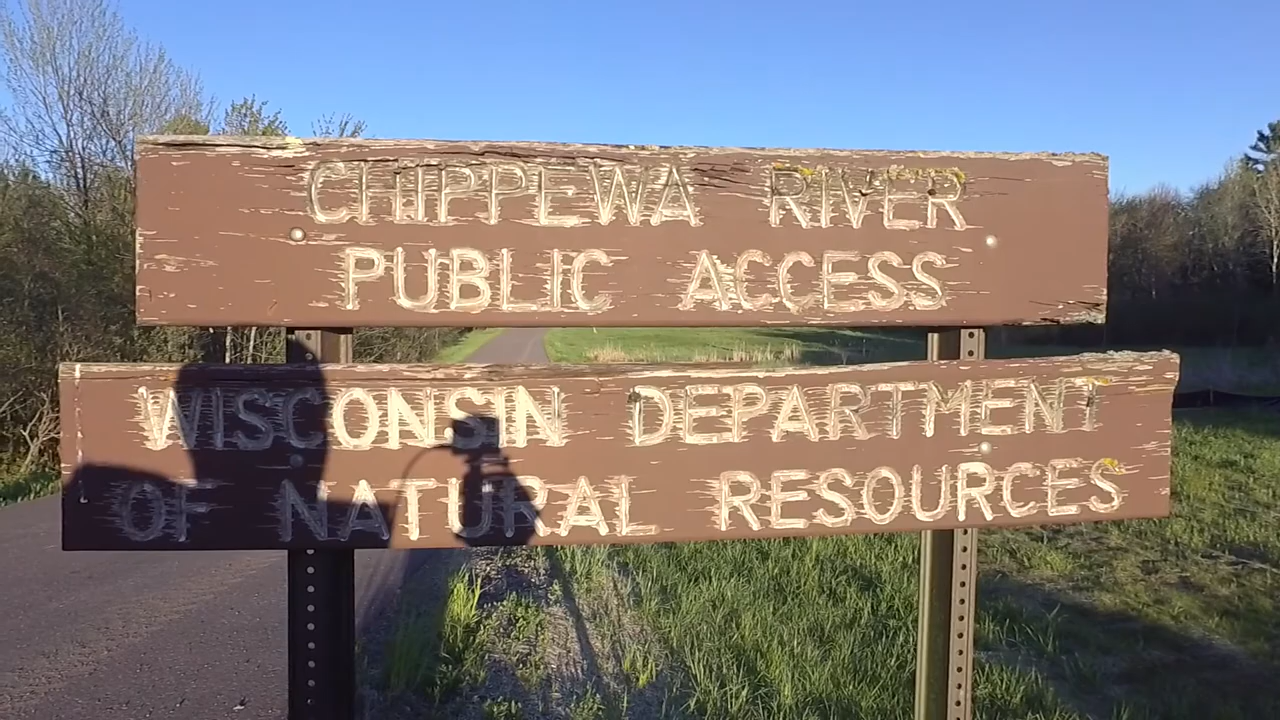 CHIPPEWA RIVER
PUBLIC ACCESS
WISCONSIN DEPARTMENT
OF NATURAL RESOURCES